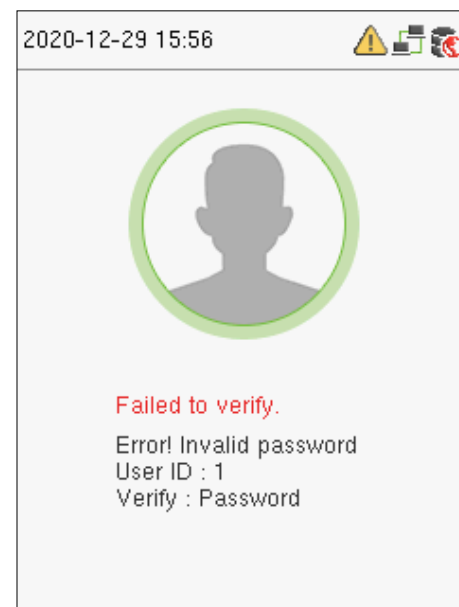 2020-12-29 15:56
Failed to verify.
Error! Invalid password
User ID : 1
Verify : Password